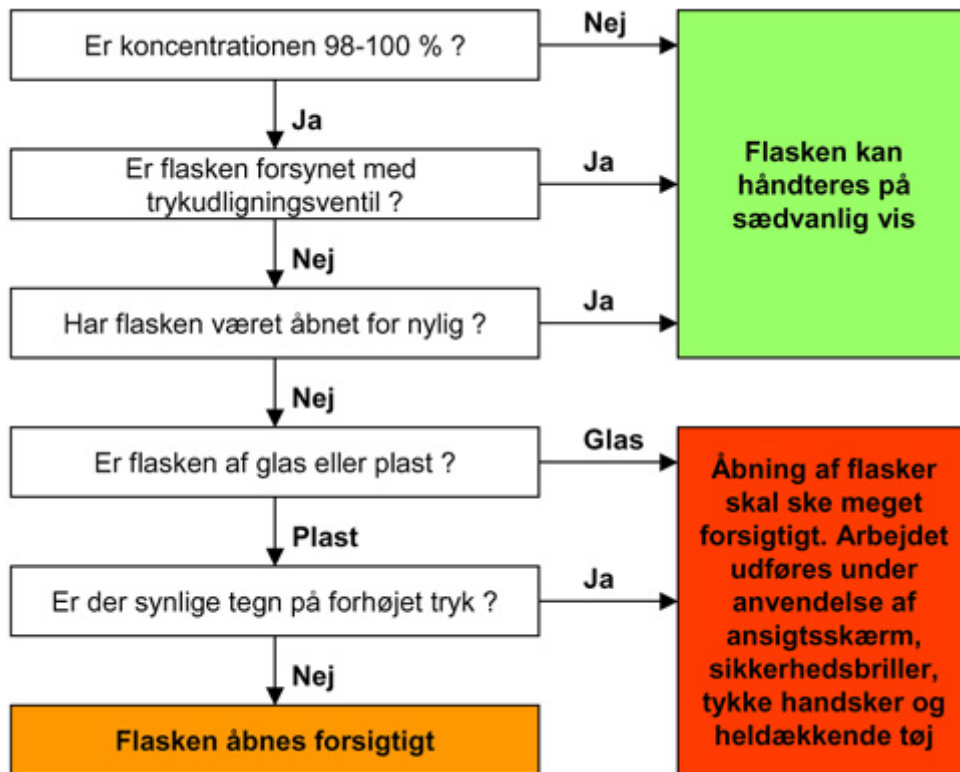 Er koncentrationen 98-100 % ?
Nej
Ja
Er flasken forsynet med
trykudligningsventil ?
Ja
Flasken kan
håndteres på
sædvanlig vis
Nej
Har flasken været åbnet for nylig ?
Ja
Nej
Er flasken af glas eller plast ?
Glas
Plast
Er der synlige tegn på forhøjet tryk ?
Ja
Åbning af flasker
skal ske meget
forsigtigt. Arbejdet
udføres under
anvendelse af
ansigtsskærm,
sikkerhedsbriller,
tykke handsker og
heldækkende tøj
Nej
Flasken åbnes forsigtigt